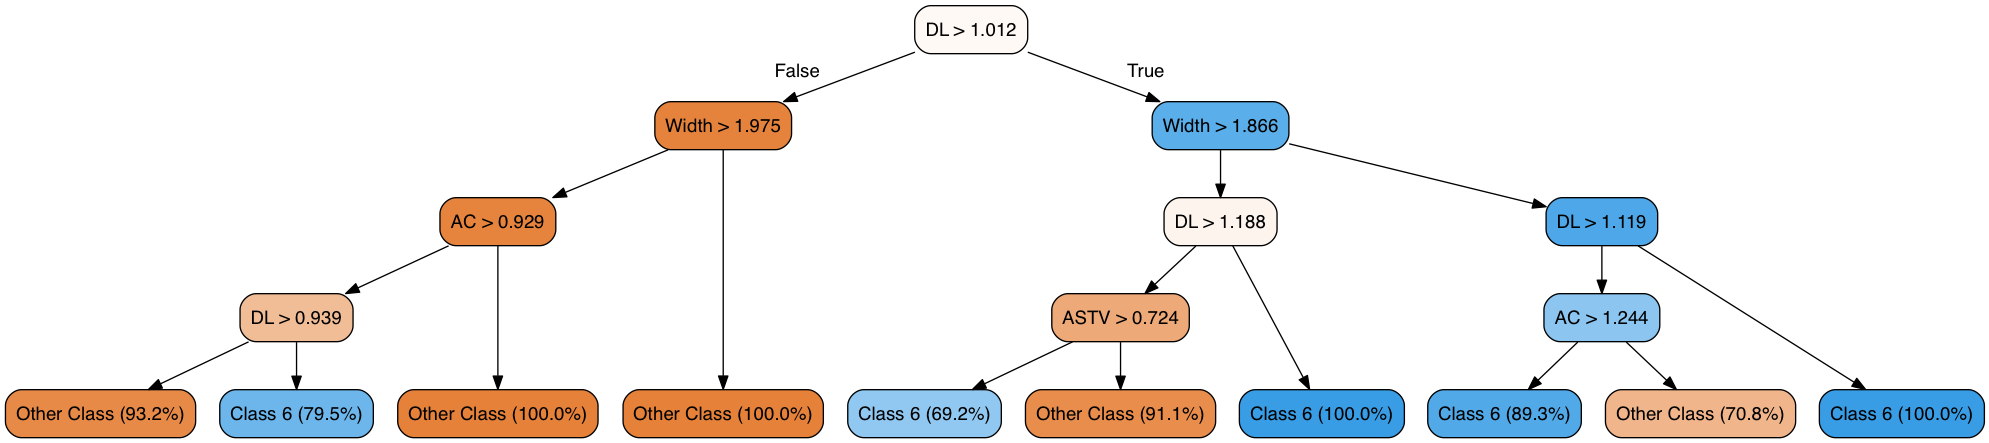 DL > 1.012
False
True
Width > 1.975
Width > 1.866
AC > 0.929
DL > 1.188
DL > 1.119
DL > 0.939
ASTV > 0.724
AC > 1.244
Other Class (93.2%)
Class 6 (79.5%)
Other Class (100.0%)
Other Class (100.0%)
Class 6 (69.2%)
Other Class (91.1%)
Class 6 (100.0%)
Class 6 (89.3%)
Other Class (70.8%)
Class 6 (100.0%)